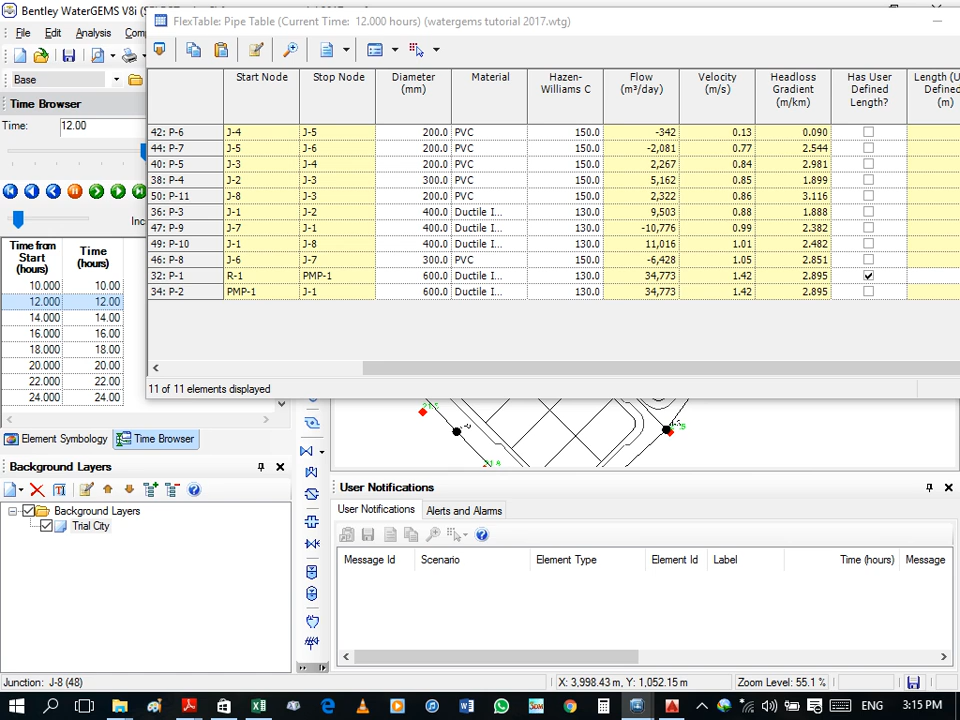 Bentley WaterGEMS V8i
FlexTable: Pipe Table (Current Time: 12.000 hours) (watergems tutorial 2017.wtg)
File Edit Analysis
Base
Time Browser
Time: 12.00
Time from Start (hours) Time (hours)
10.000 10.00
12.000 12.00
14.000 14.00
16.000 16.00
18.000 18.00
20.000 20.00
22.000 22.00
24.000 24.00
Start Node Stop Node Diameter (mm) Material Hazen-Williams C Flow (m³/day) Velocity (m/s) Headloss Gradient (m/km) Has User Defined Length? Length (U Defined (m)
42: P-6 J-4 J-5 200.0 PVC 150.0 -342 0.13 0.090
44: P-7 J-5 J-6 200.0 PVC 150.0 -2,081 0.77 2.544
40: P-5 J-3 J-4 200.0 PVC 150.0 2,267 0.84 2.981
38: P-4 J-2 J-3 300.0 PVC 150.0 5,162 0.85 1.899
50: P-11 J-8 J-3 200.0 PVC 150.0 2,322 0.86 3.116
36: P-3 J-1 J-2 400.0 Ductile I... 130.0 9,503 0.88 1.888
47: P-9 J-7 J-1 400.0 Ductile I... 130.0 -10,776 0.99 2.382
49: P-10 J-1 J-8 400.0 Ductile I... 130.0 11,016 1.01 2.482
46: P-8 J-6 J-7 300.0 PVC 150.0 -6,428 1.05 2.851
32: P-1 R-1 PMP-1 600.0 Ductile I... 130.0 34,773 1.42 2.895
34: P-2 PMP-1 J-1 600.0 Ductile I... 130.0 34,773 1.42 2.895
11 of 11 elements displayed
Element Symbology Time Browser
Background Layers
Background Layers
Trial City
User Notifications
User Notifications Alerts and Alarms
Message Id Scenario Element Type Element Id Label Time (hours) Message
Junction: J-8 (48) X: 3,998.43 m, Y: 1,052.15 m Zoom Level: 55.1 %
ENG 3:15 PM